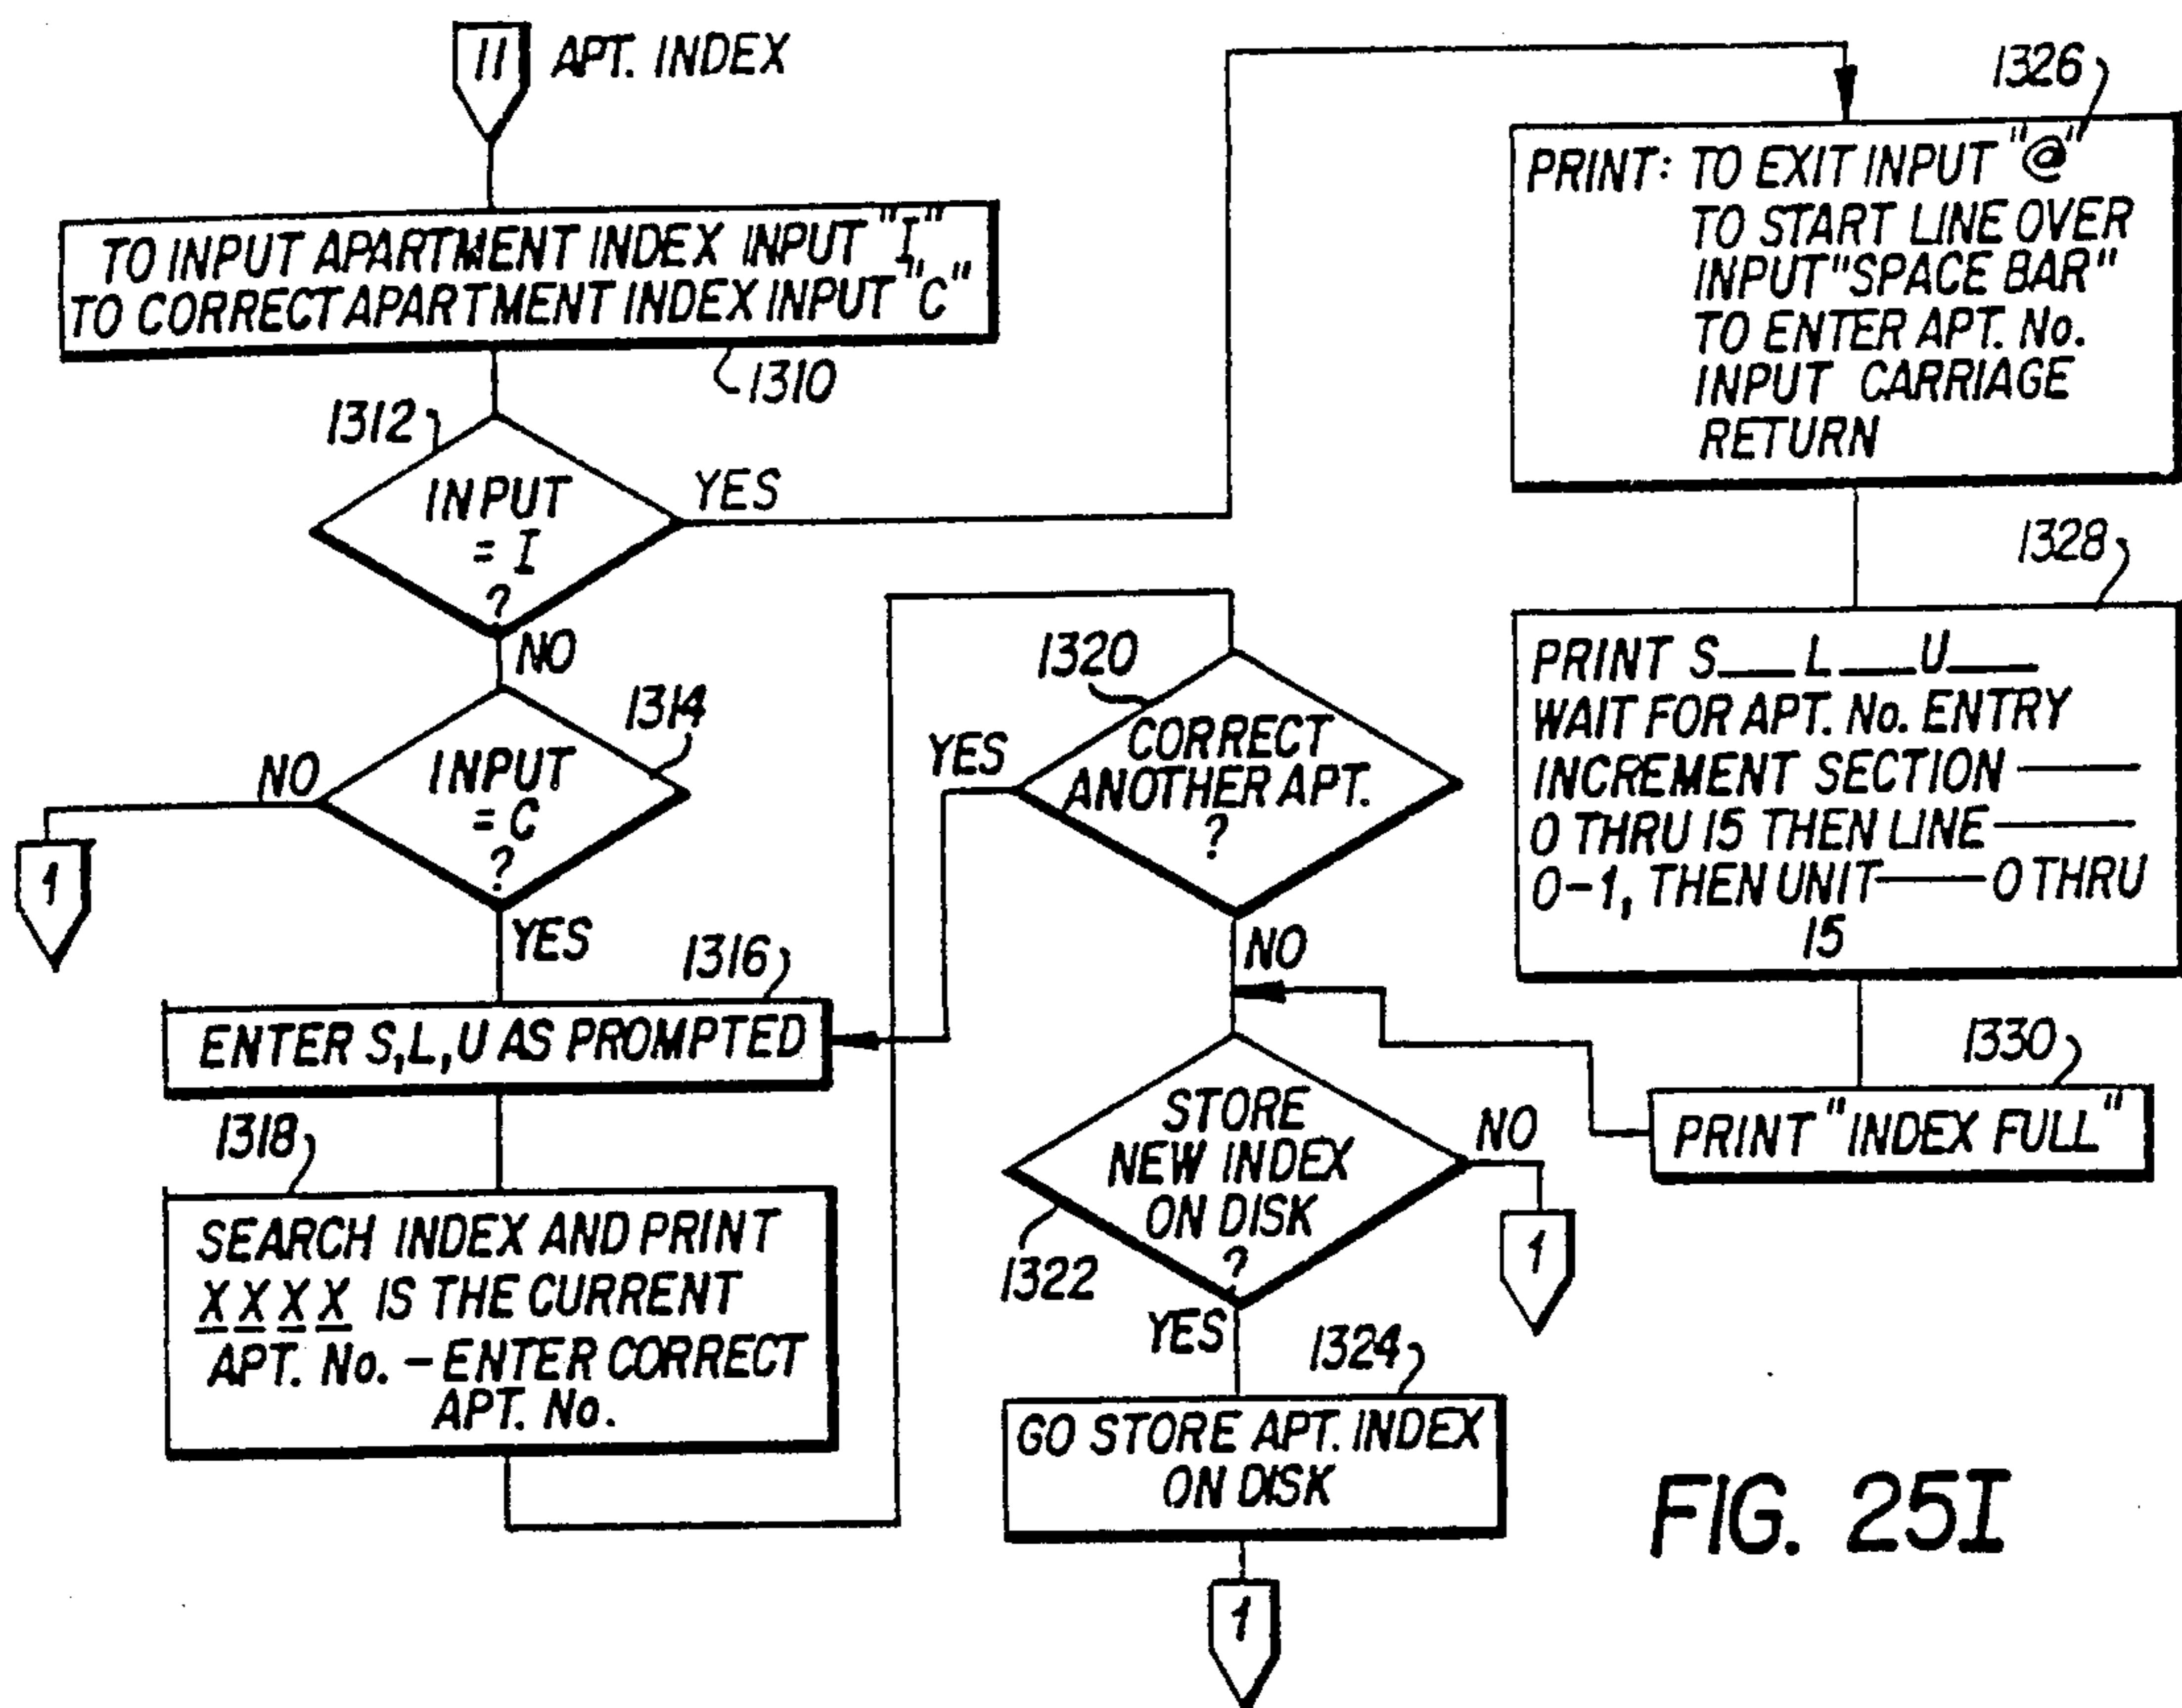 11 APT. INDEX
TO INPUT APARTMENT INDEX INPUT "I"
TO CORRECT APARTMENT INDEX INPUT "C"
1310
1312
INPUT
= I
?
YES
NO
1314
INPUT
= C
?
NO
1
YES
1316
ENTER S,L,U AS PROMPTED
1318
SEARCH INDEX AND PRINT
X X X X IS THE CURRENT
APT. No. – ENTER CORRECT
APT. No.
1320
CORRECT
ANOTHER APT.
?
YES
NO
STORE
NEW INDEX
ON DISK
?
1322
NO
1
YES
1324
GO STORE APT. INDEX
ON DISK
1
1326
PRINT: TO EXIT INPUT "@"
TO START LINE OVER
INPUT "SPACE BAR"
TO ENTER APT. No.
INPUT CARRIAGE
RETURN
1328
PRINT S___L___U___
WAIT FOR APT. No. ENTRY
INCREMENT SECTION ——
0 THRU 15 THEN LINE ——
0-1, THEN UNIT —— 0 THRU
15
1330
PRINT "INDEX FULL"
FIG. 25I